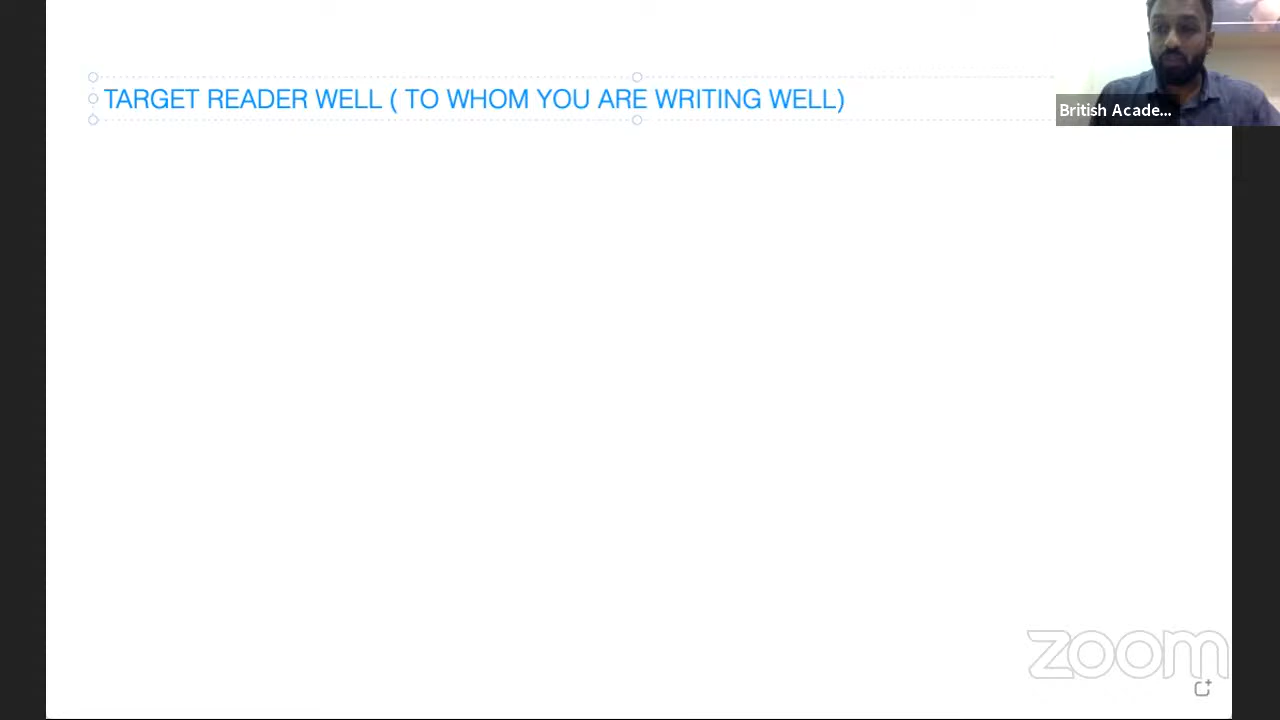 TARGET READER WELL ( TO WHOM YOU ARE WRITING WELL)
British Acade...
zoom